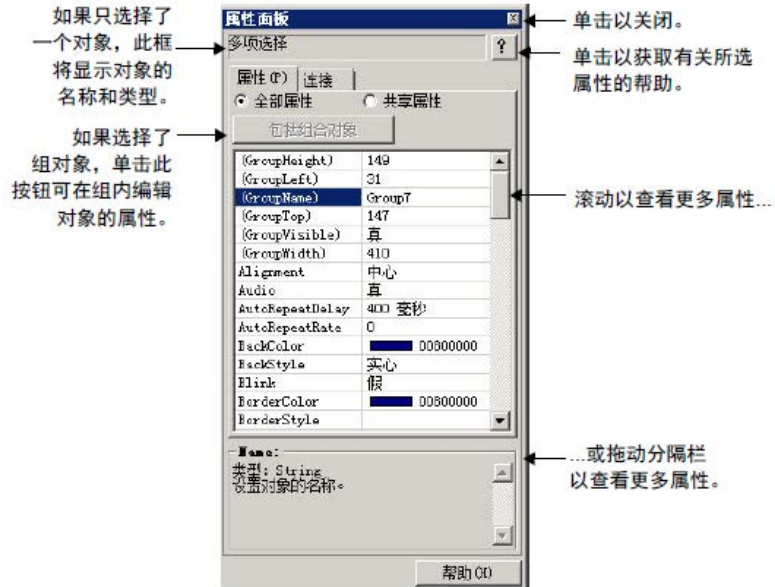 如果只选择了
一个对象，此框
将显示对象的
名称和类型。
如果选择了
组对象，单击此
按钮可在组内编辑
对象的属性。
属性面板
多项选择
?
属性(P) 连接
全部属性 共享属性
包括组合对象
(GroupHeight) 149
(GroupLeft) 31
(GroupName) Group7
(GroupTop) 147
(GroupVisible) 真
(GroupWidth) 410
Alignment 中心
Audio 真
AutoRepeatDelay 400 毫秒
AutoRepeatRate 0
BackColor 00800000
BackStyle 实心
Blink 假
BorderColor 00800000
BorderStyle
Name:
类型: String
设置对象的名称。
帮助(H)
单击以关闭。
单击以获取有关所选
属性的帮助。
滚动以查看更多属性...
...或拖动分隔栏
以查看更多属性。